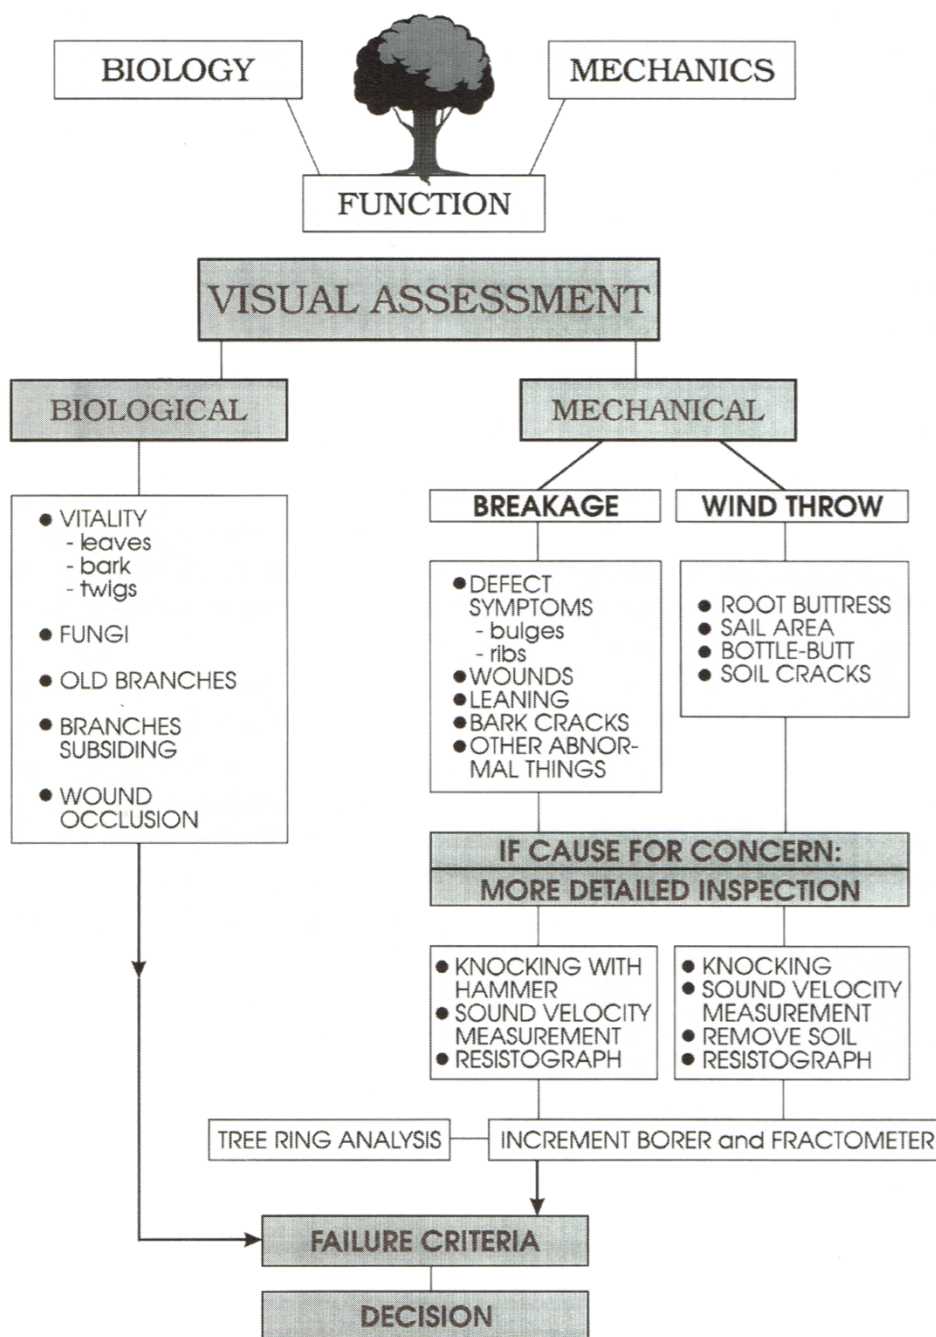 BIOLOGY
MECHANICS
FUNCTION
VISUAL ASSESSMENT
BIOLOGICAL
● VITALITY
- leaves
- bark
- twigs
● FUNGI
● OLD BRANCHES
● BRANCHES
SUBSIDING
● WOUND
OCCLUSION
MECHANICAL
BREAKAGE
● DEFECT
SYMPTOMS
- bulges
- ribs
● WOUNDS
● LEANING
● BARK CRACKS
● OTHER ABNOR-
MAL THINGS
WIND THROW
● ROOT BUTTRESS
● SAIL AREA
● BOTTLE-BUTT
● SOIL CRACKS
IF CAUSE FOR CONCERN:
MORE DETAILED INSPECTION
● KNOCKING WITH
HAMMER
● SOUND VELOCITY
MEASUREMENT
● RESISTOGRAPH
● KNOCKING
● SOUND VELOCITY
MEASUREMENT
● REMOVE SOIL
● RESISTOGRAPH
TREE RING ANALYSIS
INCREMENT BORER and FRACTOMETER
FAILURE CRITERIA
DECISION